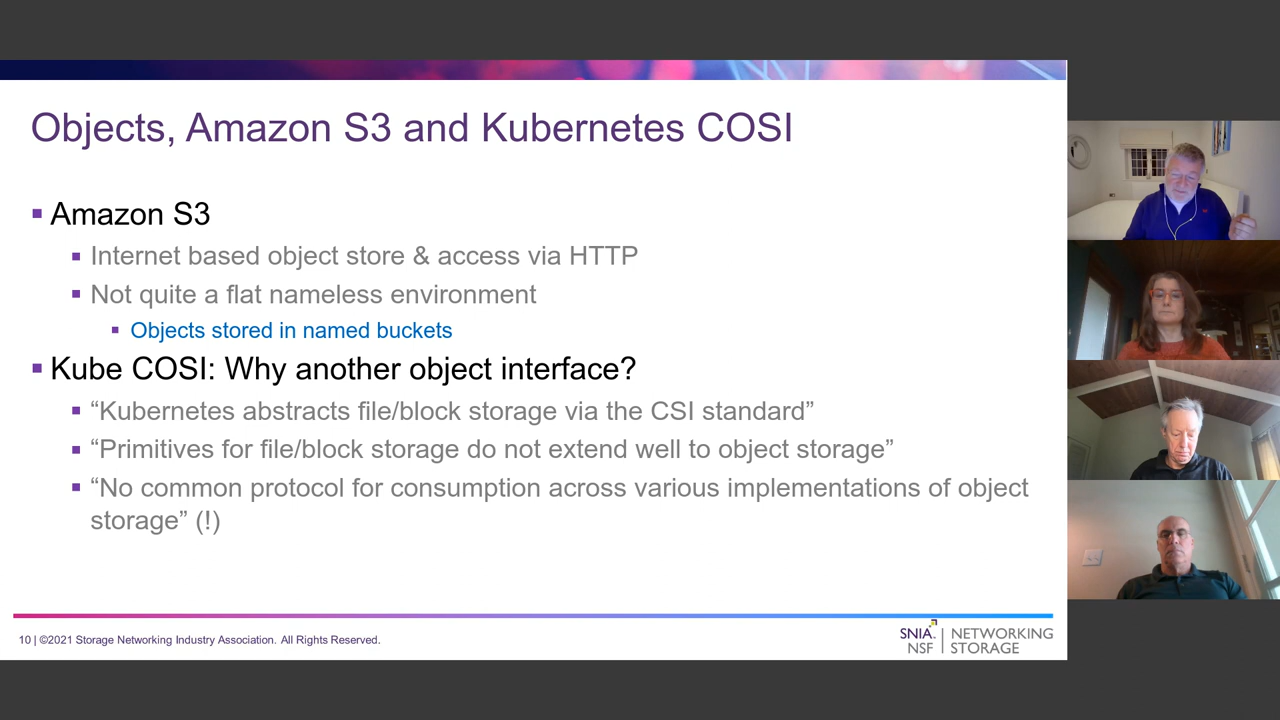 Objects, Amazon S3 and Kubernetes COSI
Amazon S3
Internet based object store & access via HTTP
Not quite a flat nameless environment
Objects stored in named buckets
Kube COSI: Why another object interface?
“Kubernetes abstracts file/block storage via the CSI standard”
“Primitives for file/block storage do not extend well to object storage”
“No common protocol for consumption across various implementations of object
storage” (!)
10 | ©2021 Storage Networking Industry Association. All Rights Reserved.
SNIA. | NETWORKING
NSF | STORAGE